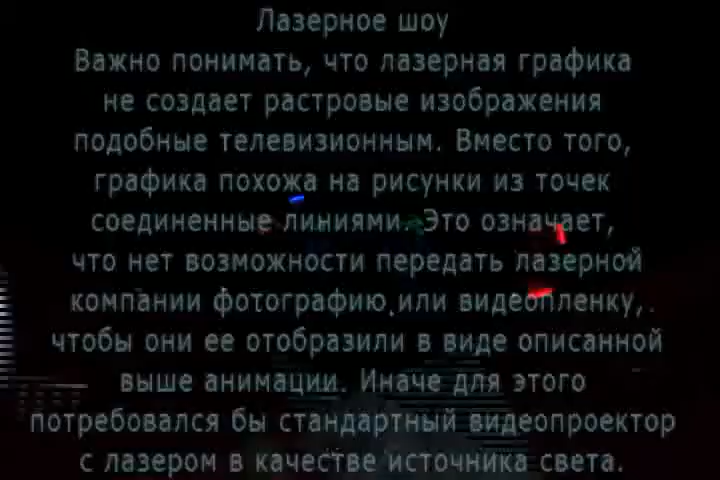 Лазерное шоу
Важно понимать, что лазерная графика
не создает растровые изображения
подобные телевизионным. Вместо того,
графика похожа на рисунки из точек
соединенные линиями. Это означает,
что нет возможности передать лазерной
компании фотографию или видеопленку,
чтобы они ее отобразили в виде описанной
выше анимации. Иначе для этого
потребовался бы стандартный видеопроектор
с лазером в качестве источника света.